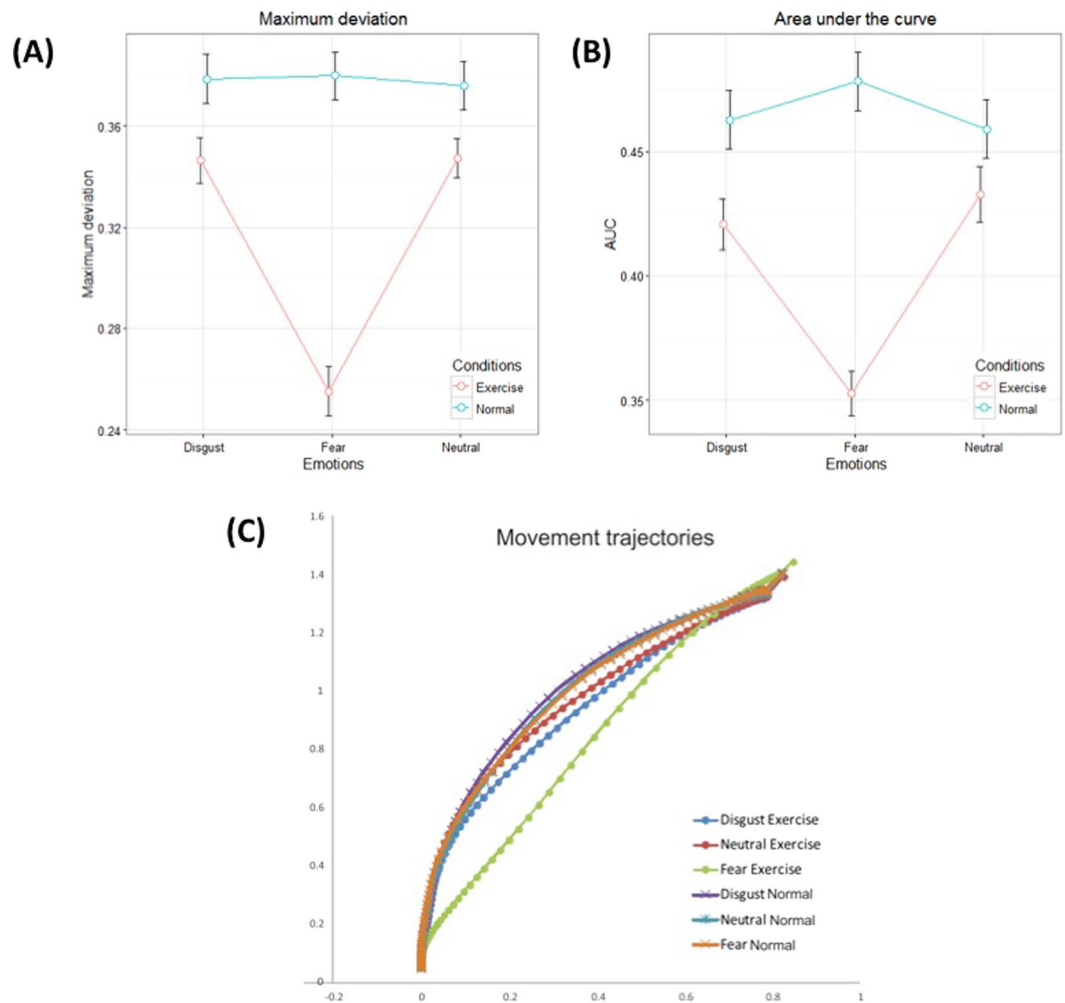 (A)
Maximum deviation
Maximum deviation
0.36
0.32
0.28
0.24
Conditions
Exercise
Normal
Disgust Fear Neutral
Emotions
(B)
Area under the curve
AUC
0.45
0.40
0.35
Conditions
Exercise
Normal
Disgust Fear Neutral
Emotions
(C)
Movement trajectories
1.6
1.4
1.2
1
0.8
0.6
0.4
0.2
0
Disgust Exercise
Neutral Exercise
Fear Exercise
Disgust Normal
Neutral Normal
Fear Normal
-0.2 0 0.2 0.4 0.6 0.8 1